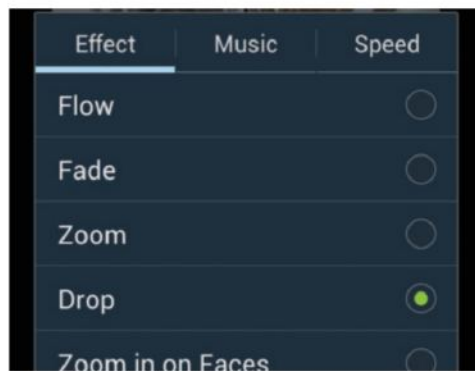 Effect Music Speed
Flow
Fade
Zoom
Drop
Zoom in on Faces